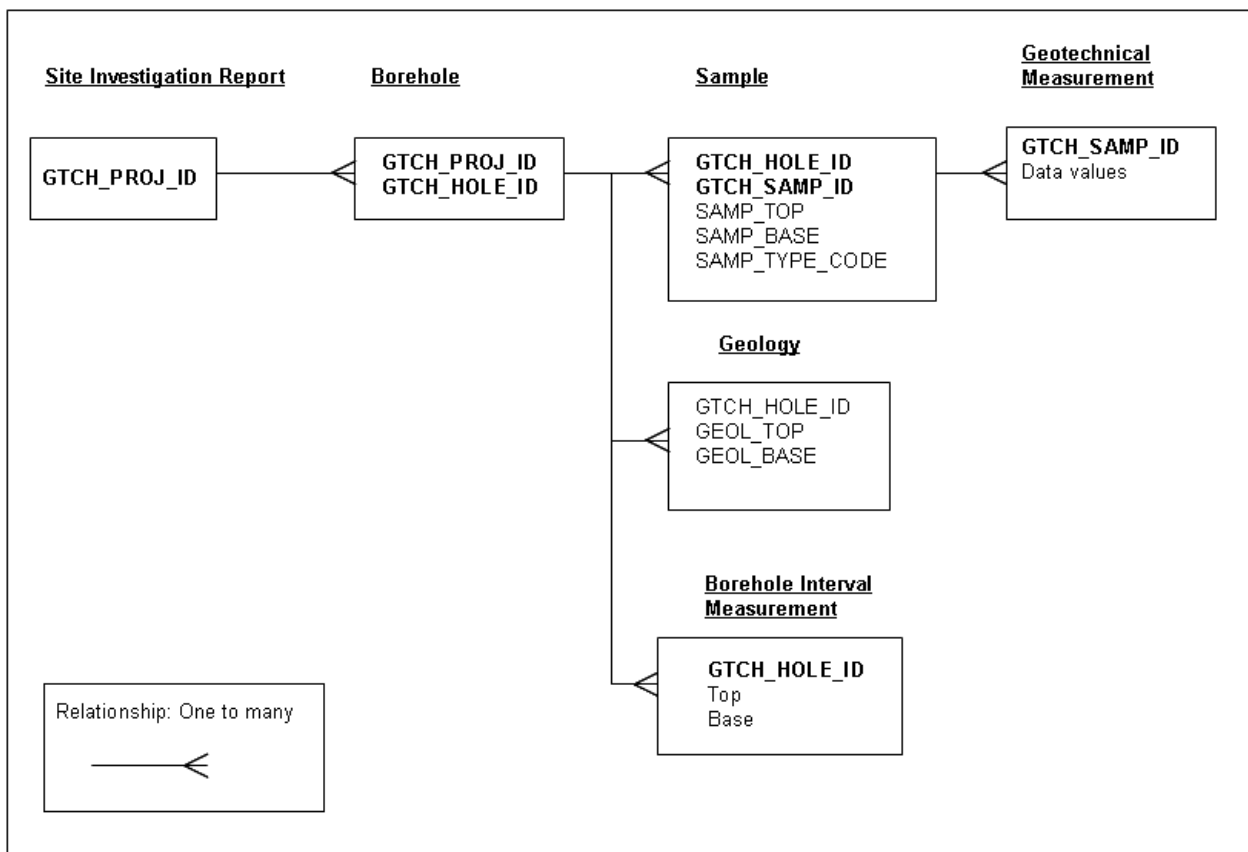 Site Investigation Report
GTCH_PROJ_ID
Borehole
GTCH_PROJ_ID
GTCH_HOLE_ID
Sample
GTCH_HOLE_ID
GTCH_SAMP_ID
SAMP_TOP
SAMP_BASE
SAMP_TYPE_CODE
Geotechnical
Measurement
GTCH_SAMP_ID
Data values
Geology
GTCH_HOLE_ID
GEOL_TOP
GEOL_BASE
Borehole Interval
Measurement
GTCH_HOLE_ID
Top
Base
Relationship: One to many